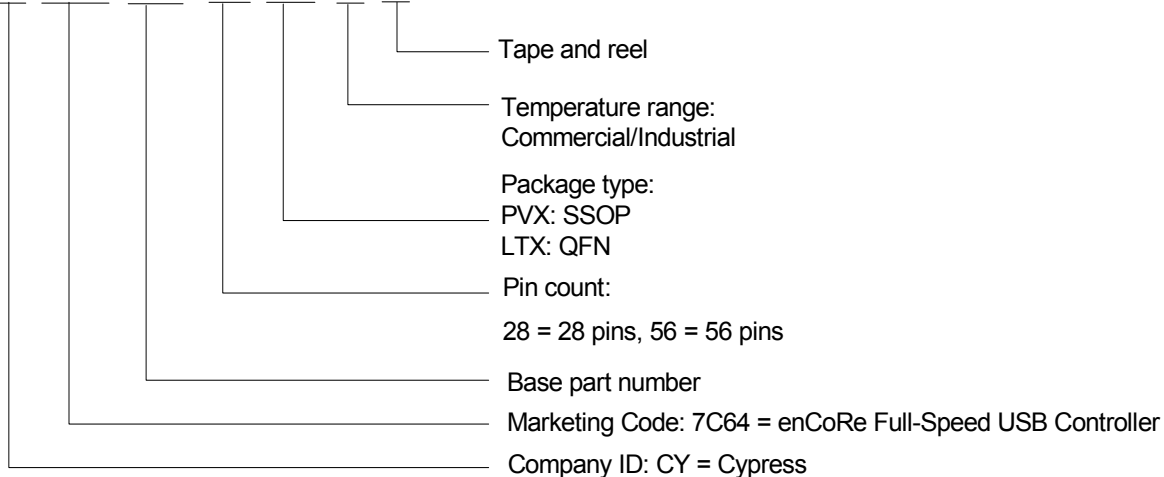 Tape and reel
Temperature range:
Commercial/Industrial
Package type:
PVX: SSOP
LTX: QFN
Pin count:
28 = 28 pins, 56 = 56 pins
Base part number
Marketing Code: 7C64 = enCoRe Full-Speed USB Controller
Company ID: CY = Cypress